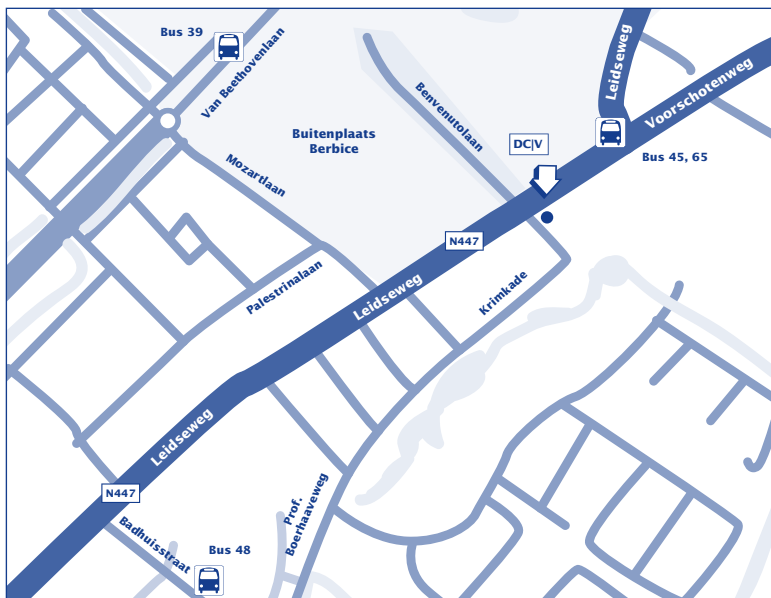 Bus 39
Van Beethovenlaan
Leidseweg
Voorschotenweg
Benvenutolaan
Buitenplaats
Berbice
DC|V
Bus 45, 65
Mozartlaan
N447
Palestrinalaan
Leidseweg
Krimkade
Leidseweg
N447
Prof.
Boerhaaveweg
Badhuisstraat
Bus 48